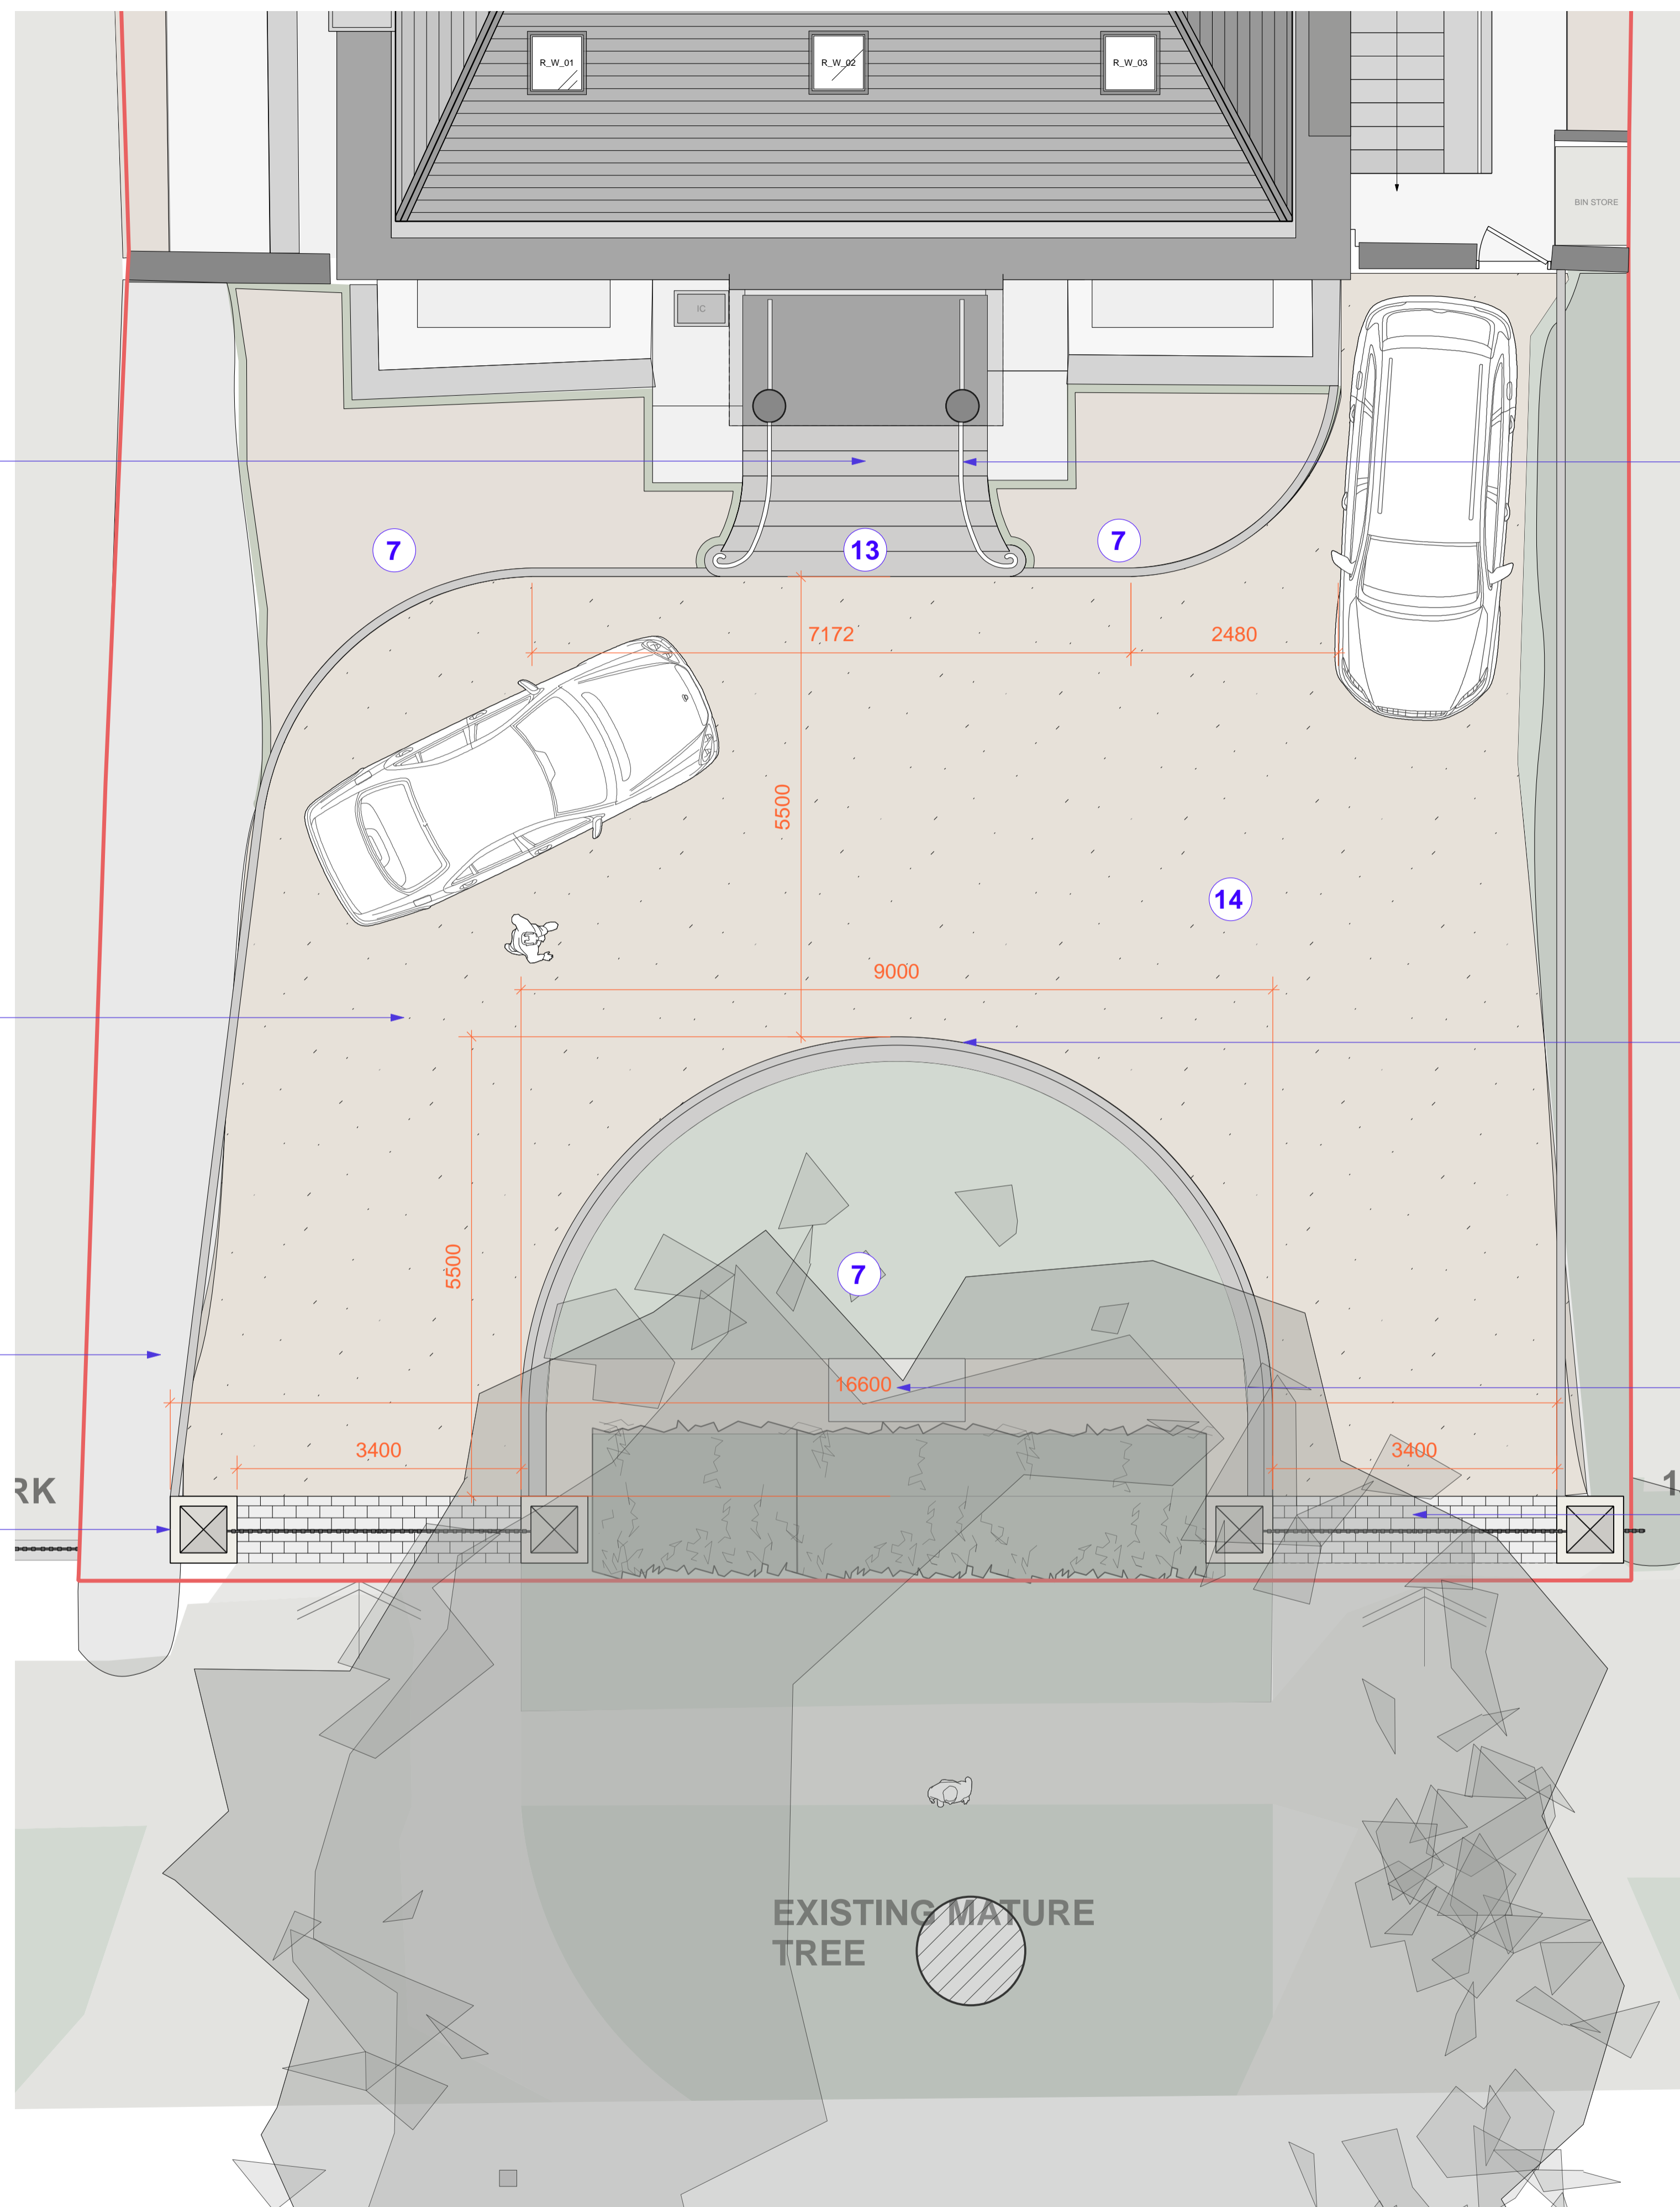 R_W_01
R_W_02
R_W_03
BIN STORE
IC
7
13
7
7172
2480
5500
14
9000
5500
7
16600
3400
3400
RK
1
EXISTING MATURE
TREE